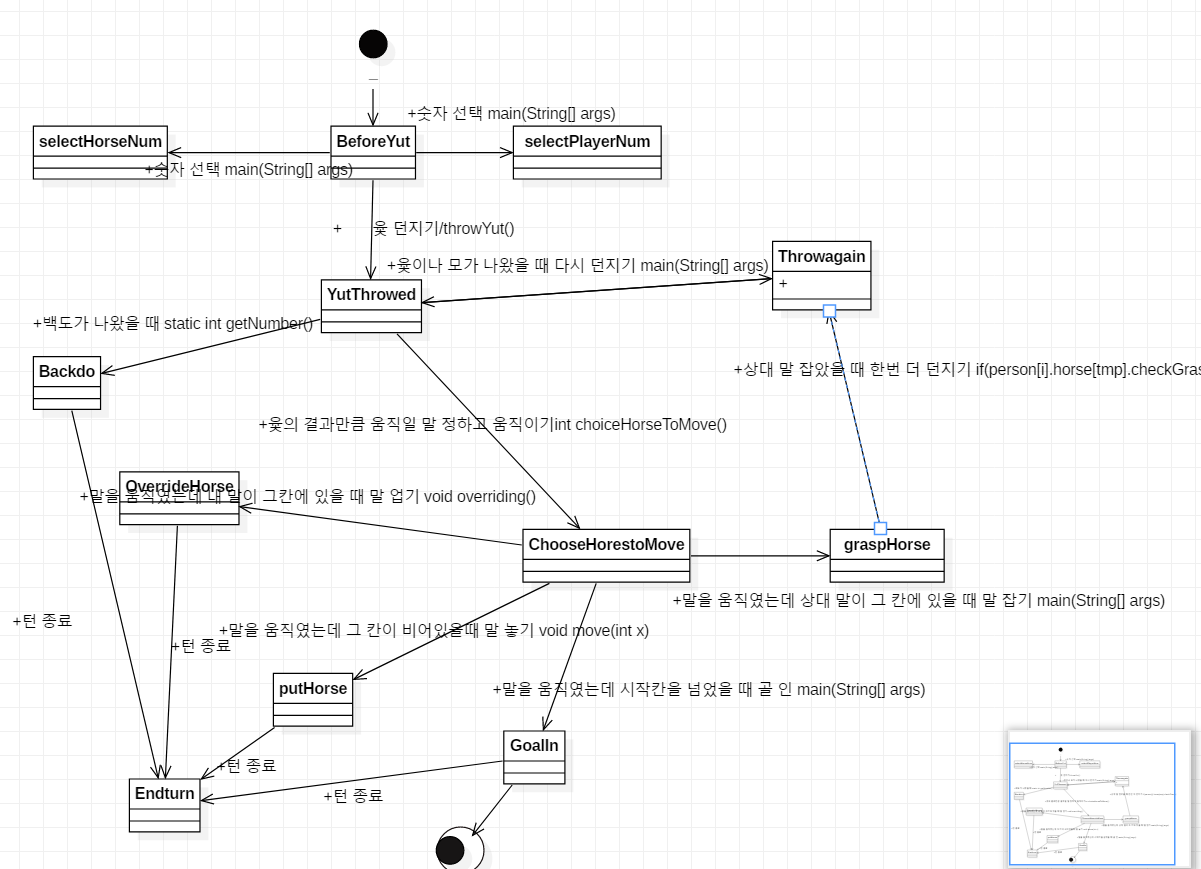 +숫자 선택 main(String[] args)
selectHorseNum
BeforeYut
selectPlayerNum
+숫자 선택 main(String[] args)
+ 윷 던지기/throwYut()
Throwagain
+윷이나 모가 나왔을 때 다시 던지기 main(String[] args)
+
YutThrowed
+백도가 나왔을 때 static int getNumber()
Backdo
+상대 말 잡았을 때 한번 더 던지기 if(person[i].horse[tmp].checkGras
+윷의 결과만큼 움직일 말 정하고 움직이기int choiceHorseToMove()
OverrideHorse
+말을 움직였는데 내 말이 그칸에 있을 때 말 업기 void overriding()
ChooseHorestoMove
graspHorse
+말을 움직였는데 상대 말이 그 칸에 있을 때 말 잡기 main(String[] args)
+턴 종료
+말을 움직였는데 그 칸이 비어있을때 말 놓기 void move(int x)
+턴 종료
putHorse
+말을 움직였는데 시작칸을 넘었을 때 골 인 main(String[] args)
GoalIn
+턴 종료
Endturn
+턴 종료